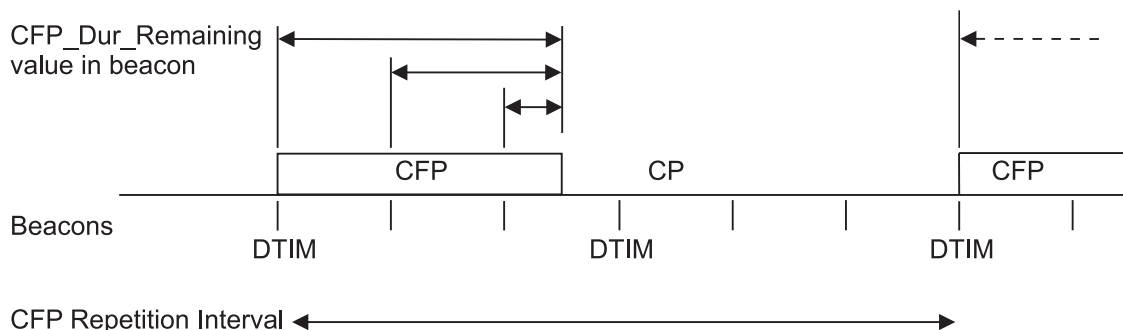 CFP_Dur_Remaining
value in beacon
CFP CP CFP
Beacons
DTIM DTIM DTIM
CFP Repetition Interval